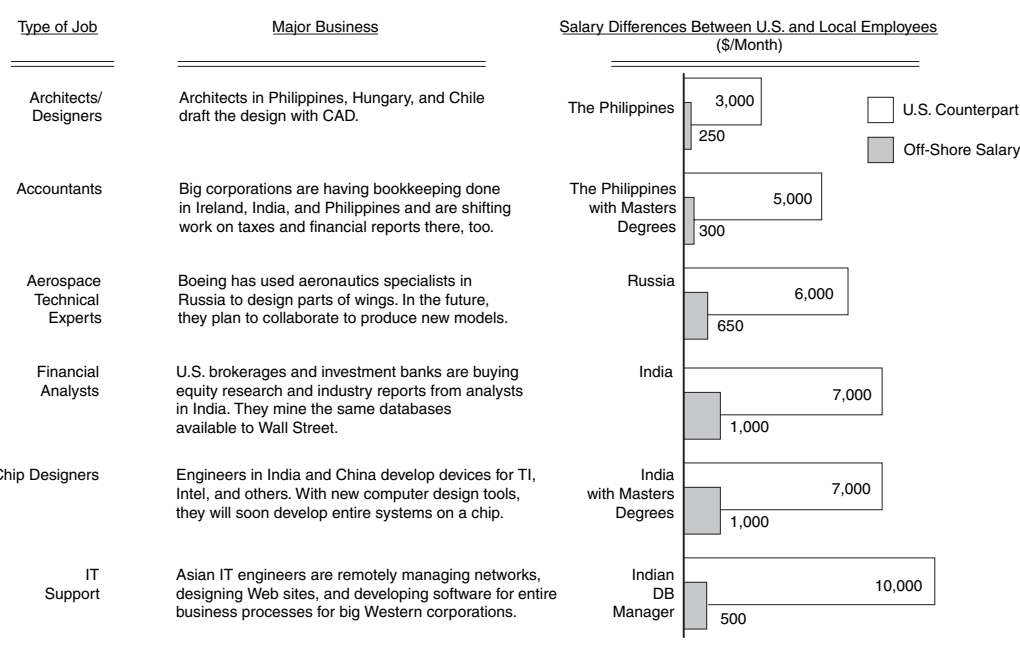 Type of Job
Major Business
Salary Differences Between U.S. and Local Employees
($/Month)
Architects/
Designers
Architects in Philippines, Hungary, and Chile
draft the design with CAD.
The Philippines
3,000
250
U.S. Counterpart
Off-Shore Salary
Accountants
Big corporations are having bookkeeping done
in Ireland, India, and Philippines and are shifting
work on taxes and financial reports there, too.
The Philippines
with Masters
Degrees
5,000
300
Aerospace
Technical
Experts
Boeing has used aeronautics specialists in
Russia to design parts of wings. In the future,
they plan to collaborate to produce new models.
Russia
6,000
650
Financial
Analysts
U.S. brokerages and investment banks are buying
equity research and industry reports from analysts
in India. They mine the same databases
available to Wall Street.
India
7,000
1,000
Chip Designers
Engineers in India and China develop devices for TI,
Intel, and others. With new computer design tools,
they will soon develop entire systems on a chip.
India
with Masters
Degrees
7,000
1,000
IT
Support
Asian IT engineers are remotely managing networks,
designing Web sites, and developing software for entire
business processes for big Western corporations.
Indian
DB
Manager
10,000
500